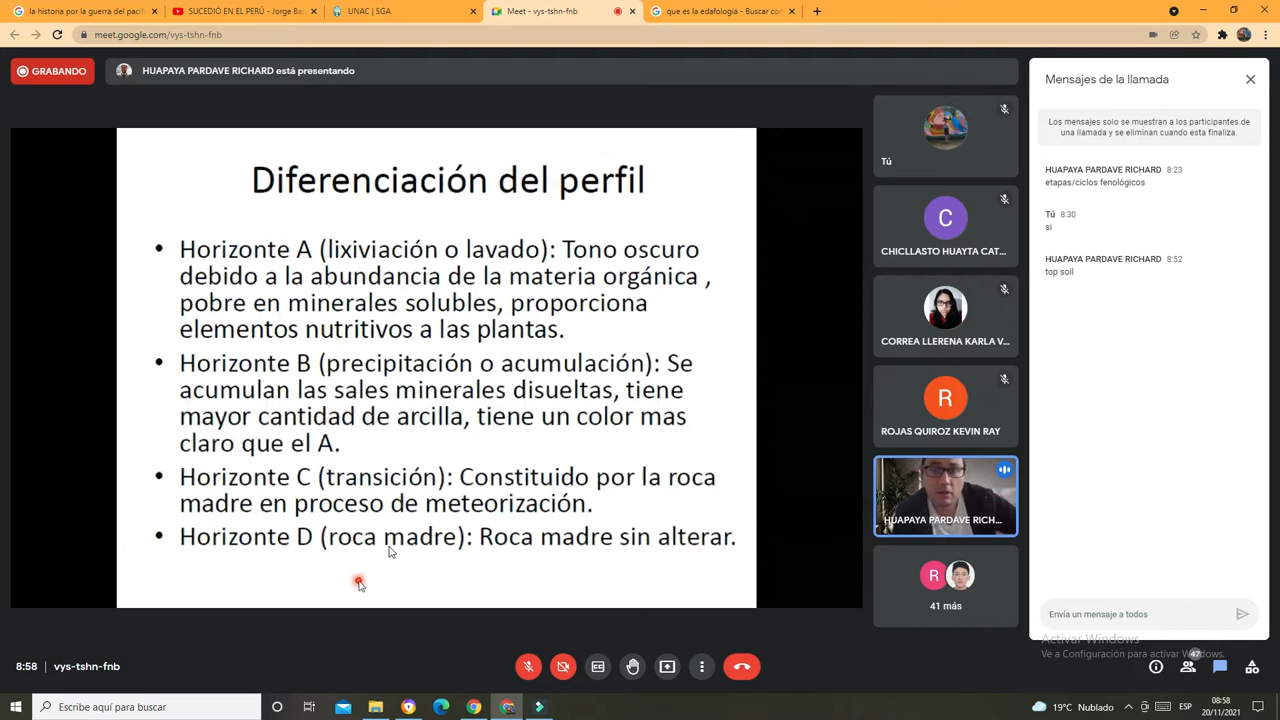 la historia por la guerra del pacif
SUCEDIÓ EN EL PERÚ - Jorge Ba
UNAC | SGA
Meet - vys-tshn-fnb
que es la edafologia - Buscar con
meet.google.com/vys-tshn-fnb
GRABANDO
HUAPAYA PARDAVE RICHARD está presentando
Diferenciación del perfil
• Horizonte A (lixiviación o lavado): Tono oscuro
debido a la abundancia de la materia orgánica ,
pobre en minerales solubles, proporciona
elementos nutritivos a las plantas.
• Horizonte B (precipitación o acumulación): Se
acumulan las sales minerales disueltas, tiene
mayor cantidad de arcilla, tiene un color mas
claro que el A.
• Horizonte C (transición): Constituido por la roca
madre en proceso de meteorización.
• Horizonte D (roca madre): Roca madre sin alterar.
Tú
C
CHICLLASTO HUAYTA CAT...
CORREA LLERENA KARLA V...
R
ROJAS QUIROZ KEVIN RAY
HUAPAYA PARDAVE RICH...
R
41 más
Mensajes de la llamada
Los mensajes solo se muestran a los participantes de
una llamada y se eliminan cuando esta finaliza.
HUAPAYA PARDAVE RICHARD 8:23
etapas/ciclos fenológicos
Tú 8:30
si
HUAPAYA PARDAVE RICHARD 8:52
top soil
Envía un mensaje a todos
Activar Windows
Ve a Configuración para activar Windows.
8:58 vys-tshn-fnb
47
Escribe aquí para buscar
19°C Nublado
ESP
08:58
20/11/2021